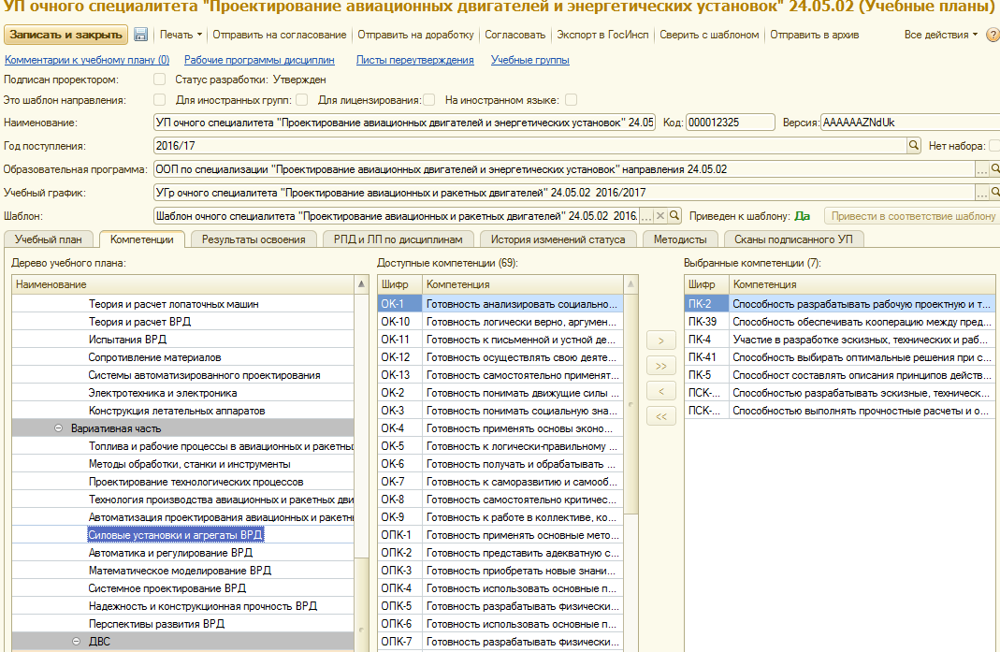 УП очного специалитета "Проектирование авиационных двигателей и энергетических установок" 24.05.02 (Учебные планы)
Записать и закрыть Печать Отправить на согласование Отправить на доработку Согласовать Экспорт в ГосИнсп Сверить с шаблоном Отправить в архив Все действия ?
Комментарии к учебному плану (0) Рабочие программы дисциплин Листы переутверждения Учебные группы
Подписан проректором: Статус разработки: Утвержден
Это шаблон направления: Для иностранных групп: Для лицензирования: На иностранном языке:
Наименование: УП очного специалитета "Проектирование авиационных двигателей и энергетических установок" 24.05 Код: 000012325 Версия: AAAAAAZNdUk
Год поступления: 2016/17 Нет набора:
Образовательная программа: ООП по специализации "Проектирование авиационных двигателей и энергетических установок" направления 24.05.02 ...
Учебный график: УГр очного специалитета "Проектирование авиационных и ракетных двигателей" 24.05.02 2016/2017 ...
Шаблон: Шаблон очного специалитета "Проектирование авиационных и ракетных двигателей" 24.05.02 2016. ... Приведен к шаблону: Да Привести в соответствие шаблону
Учебный план Компетенции Результаты освоения РПД и ЛП по дисциплинам История изменений статуса Методисты Сканы подписанного УП
Дерево учебного плана: Доступные компетенции (69): Выбранные компетенции (7):
Наименование Шифр Компетенция Шифр Компетенция
Теория и расчет лопаточных машин ОК-1 Готовность анализировать социально... ПК-2 Способность разрабатывать рабочую проектную и т...
Теория и расчет ВРД ОК-10 Готовность логически верно, аргумен... ПК-39 Способность обеспечивать кооперацию между пред...
Испытания ВРД ОК-11 Готовность к письменной и устной де... > ПК-4 Участие в разработке эскизных, технических и раб...
Сопротивление материалов ОК-12 Готовность осуществлять свою деяте... >> ПК-41 Способность выбирать оптимальные решения при с...
Системы автоматизированного проектирования ОК-13 Готовность самостоятельно применят... ПК-5 Способност составлять описания принципов действ...
Электротехника и электроника ОК-2 Готовность понимать движущие силы ... < ПСК-... Способностью разрабатывать эскизные, техническ...
Конструкция летательных аппаратов ОК-3 Готовность понимать социальную зна... << ПСК-... Способностью выполнять прочностные расчеты и о...
Вариативная часть ОК-4 Готовность применять основы эконо...
Топлива и рабочие процессы в авиационных и ракетны ОК-5 Готовность к логически-правильному ...
Методы обработки, станки и инструменты ОК-6 Готовность получать и обрабатывать ...
Проектирование технологических процессов ОК-7 Готовность к саморазвитию и самооб...
Технология производства авиационных и ракетных дви ОК-8 Готовность самостоятельно критичес...
Автоматизация проектирования авиационных и ракетн ОК-9 Готовность к работе в коллективе, ко...
Силовые установки и агрегаты ВРД ОПК-1 Готовность применять основные мето...
Автоматика и регулирование ВРД ОПК-2 Готовность представить адекватную с...
Математическое моделирование ВРД ОПК-3 Готовность приобретать новые знани...
Системное проектирование ВРД ОПК-4 Готовность использовать основные п...
Надежность и конструкционная прочность ВРД ОПК-5 Готовность разрабатывать физически...
Перспективы развития ВРД ОПК-6 Готовность использовать основные п...
ДВС ОПК-7 Готовность разрабатывать физически...